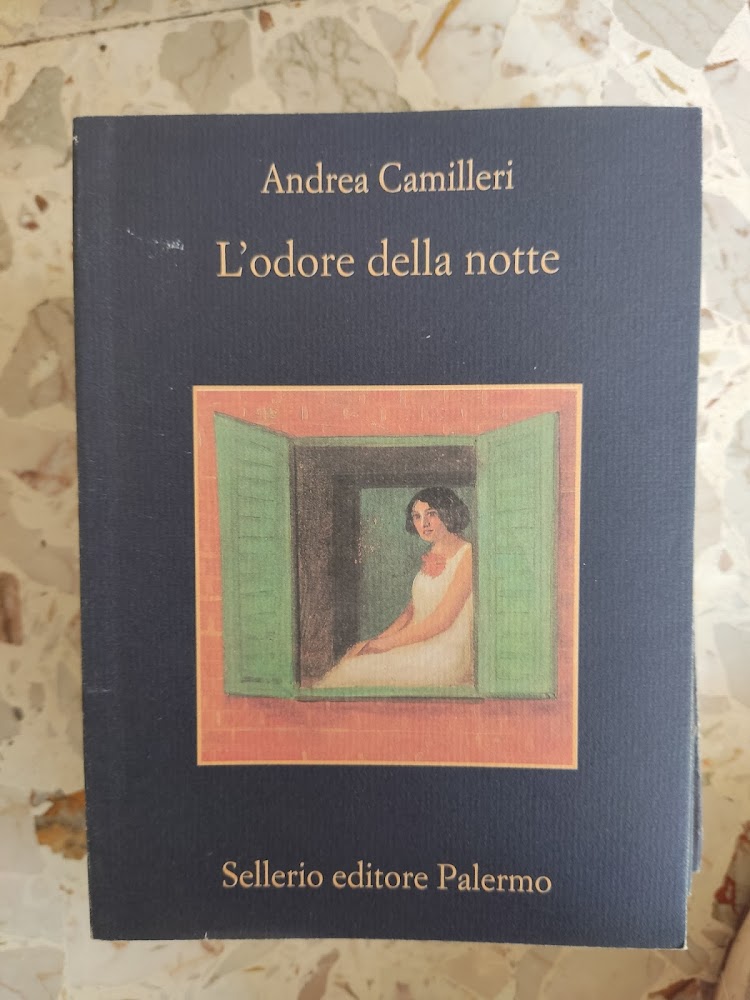 Andrea Camilleri
L'odore della notte
Sellerio editore Palermo